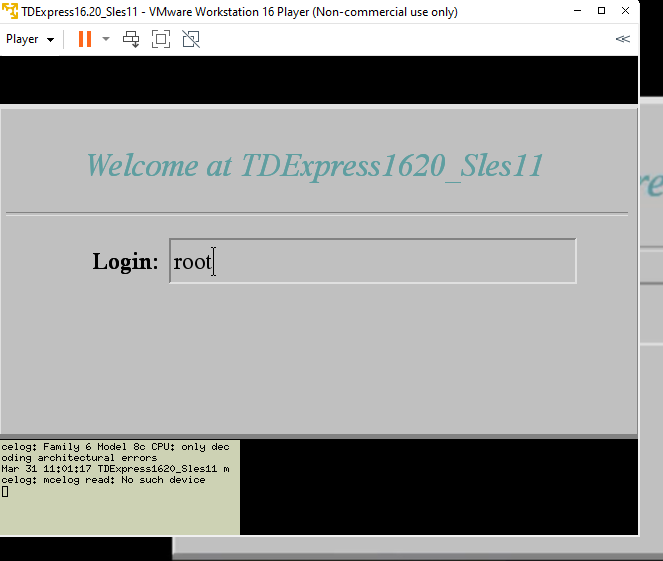 TDExpress16.20_Sles11 - VMware Workstation 16 Player (Non-commercial use only)
Player
Welcome at TDExpress1620_Sles11
re
Login: root
celog: Family 6 Model 8c CPU: only dec
oding architectural errors
Mar 31 11:01:17 TDExpress1620_Sles11 m
celog: mcelog read: No such device